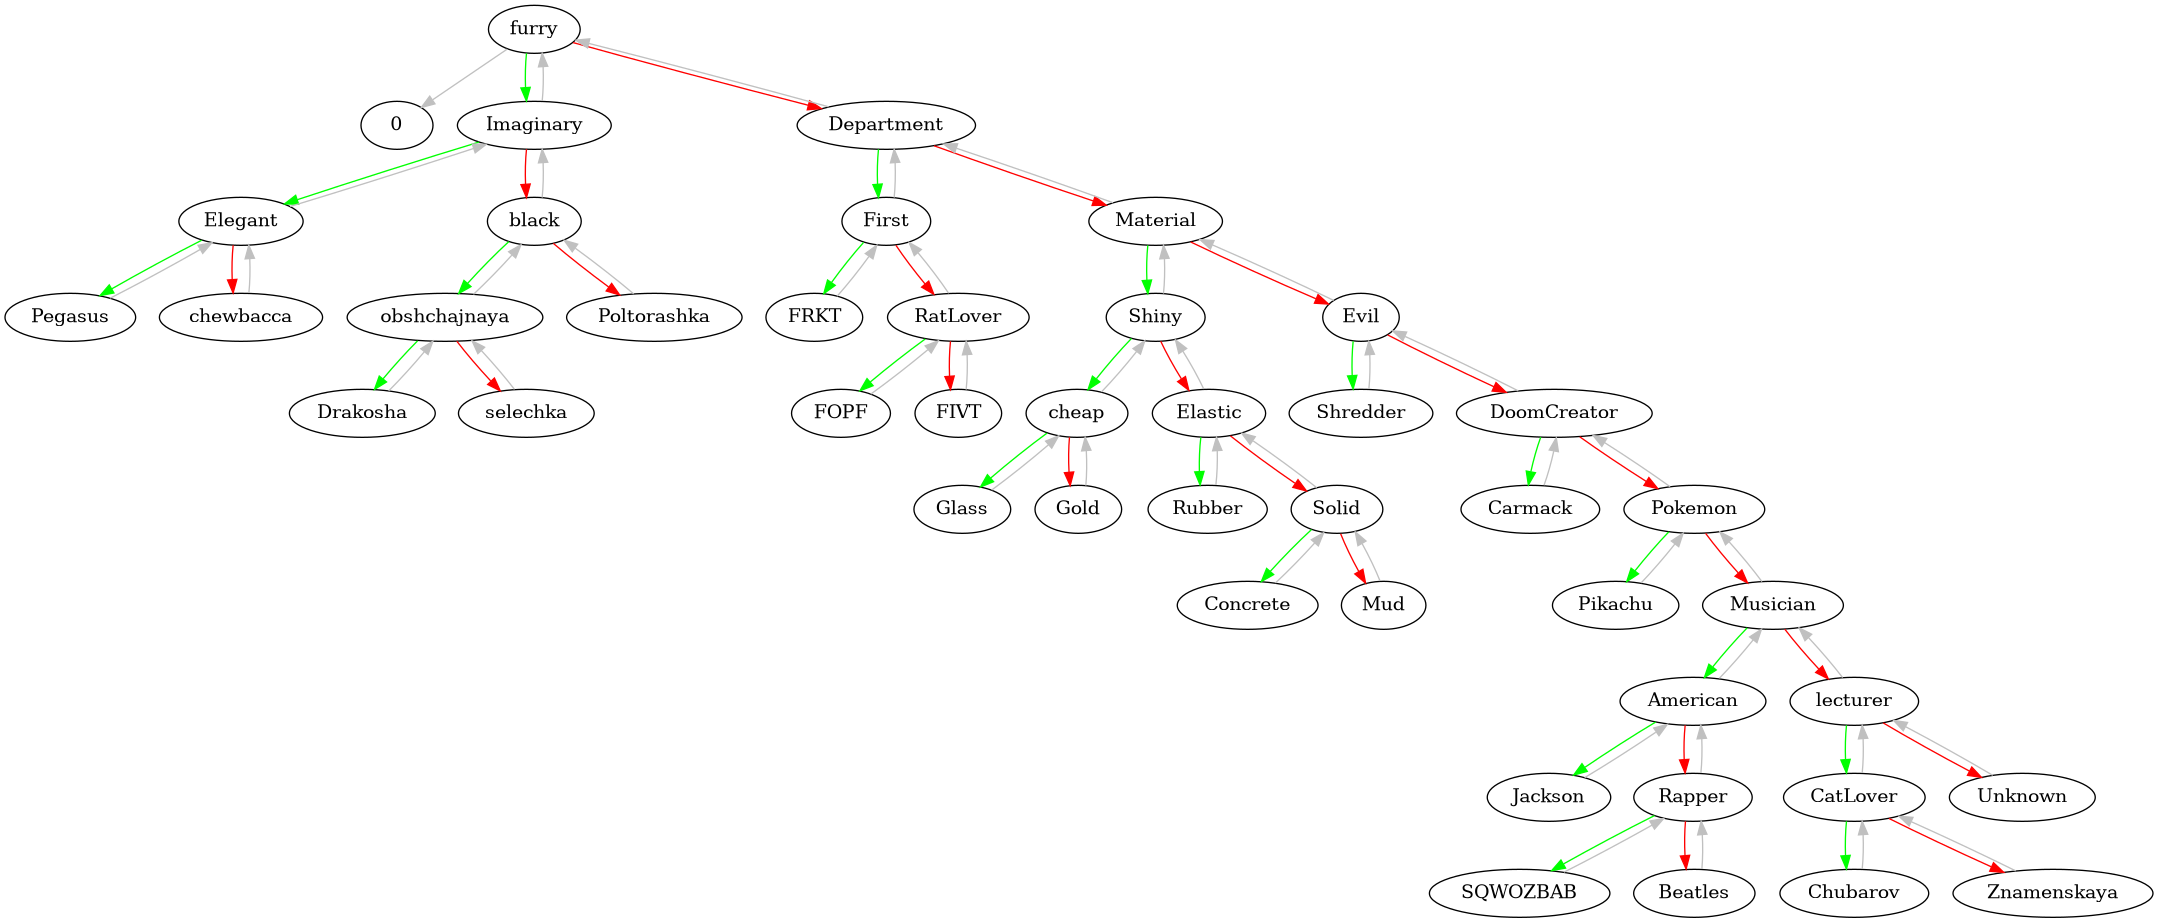 furry
0
Imaginary
Department
Elegant
black
First
Material
Pegasus
chewbacca
obshchajnaya
Poltorashka
FRKT
RatLover
Shiny
Evil
Drakosha
selechka
FOPF
FIVT
cheap
Elastic
Shredder
DoomCreator
Glass
Gold
Rubber
Solid
Carmack
Pokemon
Concrete
Mud
Pikachu
Musician
American
lecturer
Jackson
Rapper
CatLover
Unknown
SQWOZBAB
Beatles
Chubarov
Znamenskaya